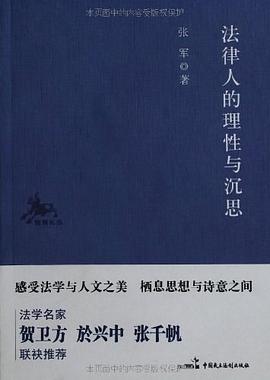 本页面中的内容受版权保护
法律人的理性与沉思
张军◎著
感受法学与人文之美 栖息思想与诗意之间
法学名家
贺卫方 於兴中 张千帆
联袂推荐
中国民主法制出版社
本页面中的内容受版权保护